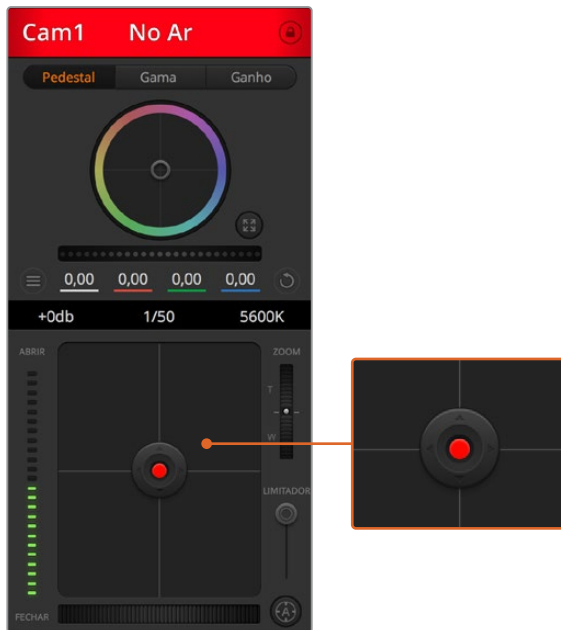 Cam1 No Ar
Pedestal Gama Ganho
0,00 0,00 0,00 0,00
+0db 1/50 5600K
ABRIR ZOOM
T
W
LIMITADOR
A
FECHAR